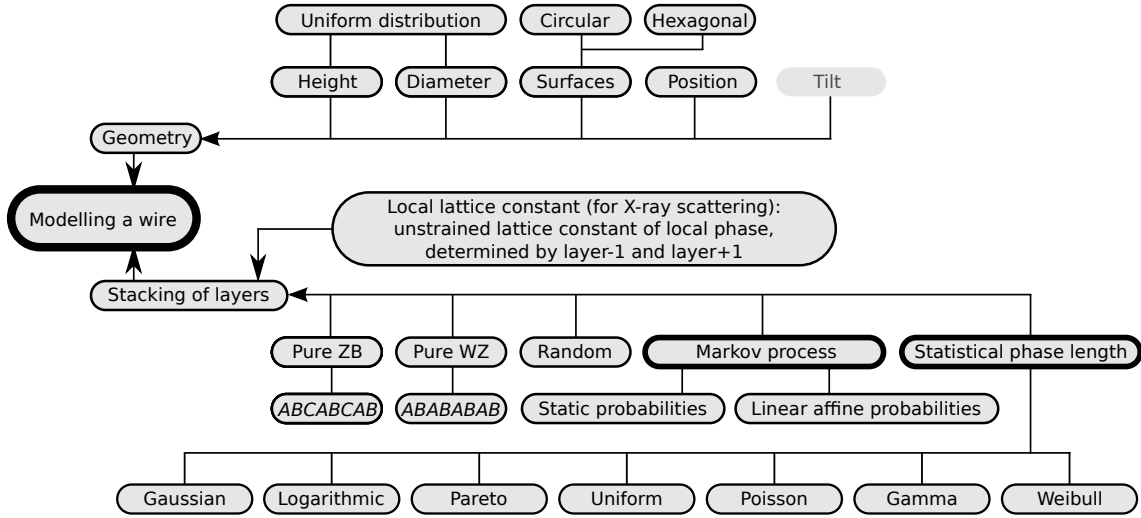 Uniform distribution
Circular
Hexagonal
Height
Diameter
Surfaces
Position
Tilt
Geometry
Modelling a wire
Local lattice constant (for X-ray scattering):
unstrained lattice constant of local phase,
determined by layer-1 and layer+1
Stacking of layers
Pure ZB
Pure WZ
Random
Markov process
Statistical phase length
ABCABCAB
ABABABAB
Static probabilities
Linear affine probabilities
Gaussian
Logarithmic
Pareto
Uniform
Poisson
Gamma
Weibull